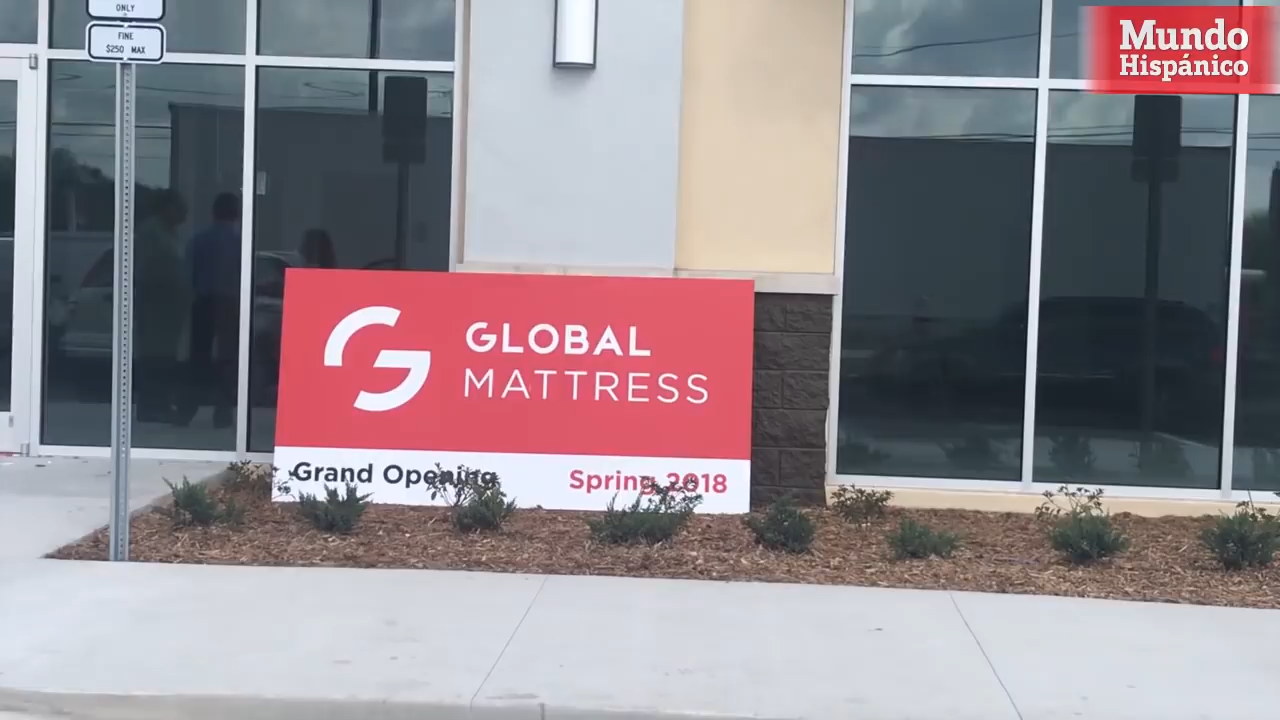 ONLY
FINE
$250 MAX
Mundo
Hispánico
GLOBAL
MATTRESS
Grand Opening
Spring 2018